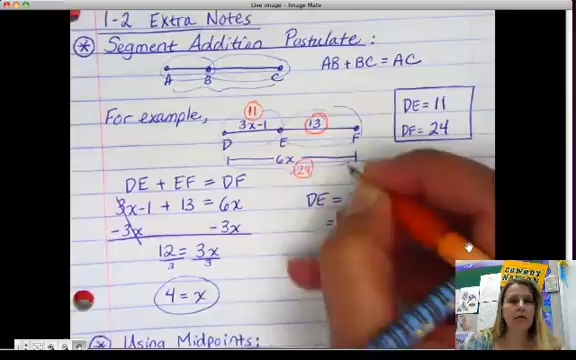 Live image - Image Mate
1-2 Extra Notes
* Segment Addition Postulate:
A B C
AB + BC = AC
For example,
11
3x-1 13
D E F
6x
24
DE = 11
DF = 24
DE + EF = DF
3x-1 + 13 = 6x
-3x -3x
12 = 3x
3 3
4 = x
DE =
=
* Using Midpoints:
COWBOY
NATION